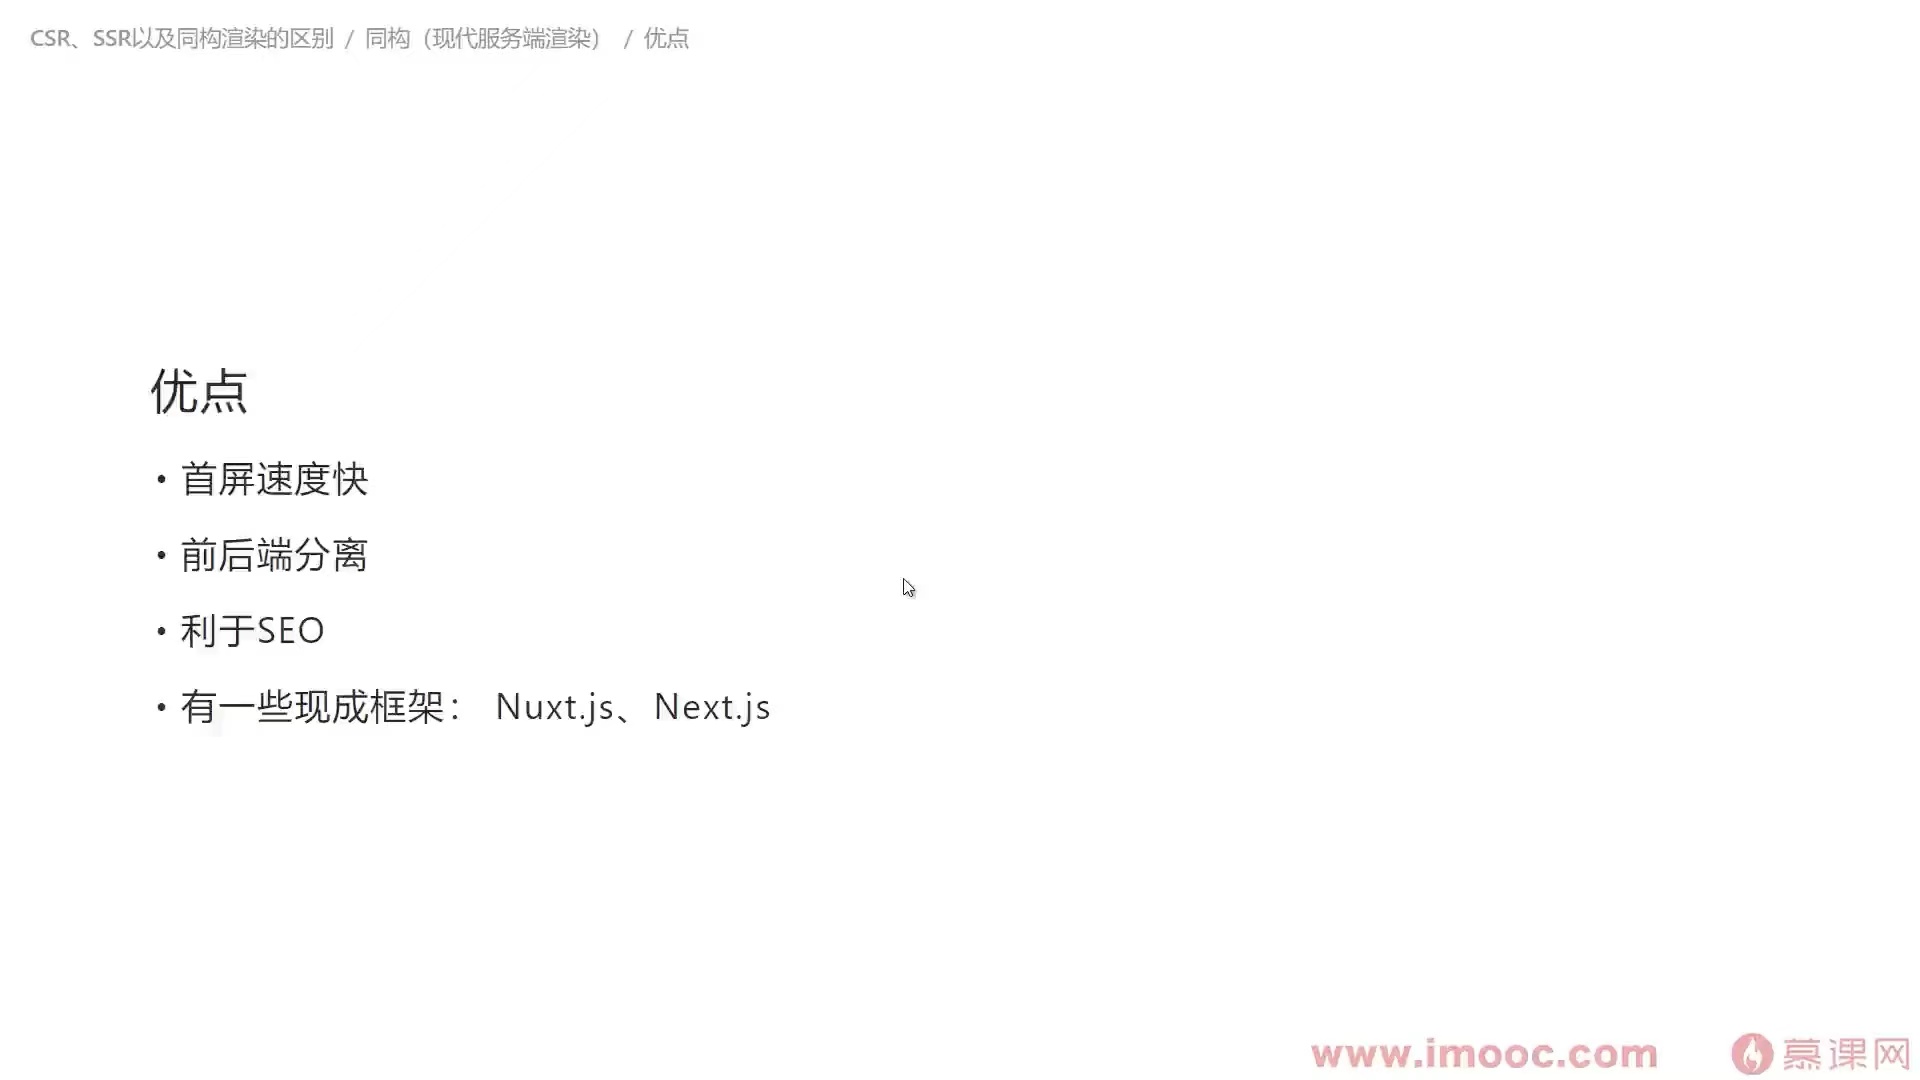 CSR、SSR以及同构渲染的区别 / 同构（现代服务端渲染） / 优点
优点
• 首屏速度快
• 前后端分离
• 利于SEO
• 有一些现成框架： Nuxt.js、Next.js
www.imooc.com 慕课网